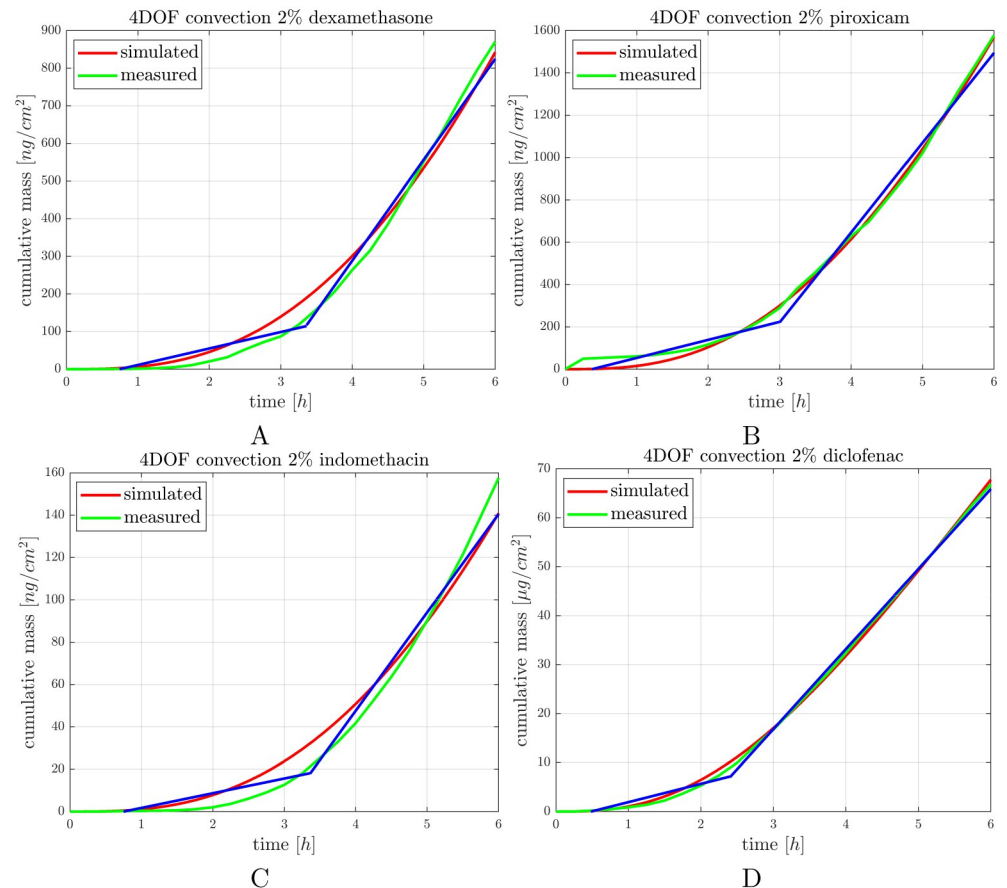 4DOF convection 2% dexamethasone
900
800
700
600
500
400
300
200
100
0
cumulative mass [ng/cm²]
simulated
measured
0 1 2 3 4 5 6
time [h]
A
4DOF convection 2% piroxicam
1600
1400
1200
1000
800
600
400
200
0
cumulative mass [ng/cm²]
simulated
measured
0 1 2 3 4 5 6
time [h]
B
4DOF convection 2% indomethacin
160
140
120
100
80
60
40
20
0
cumulative mass [ng/cm²]
simulated
measured
0 1 2 3 4 5 6
time [h]
C
4DOF convection 2% diclofenac
70
60
50
40
30
20
10
0
cumulative mass [μg/cm²]
simulated
measured
0 1 2 3 4 5 6
time [h]
D